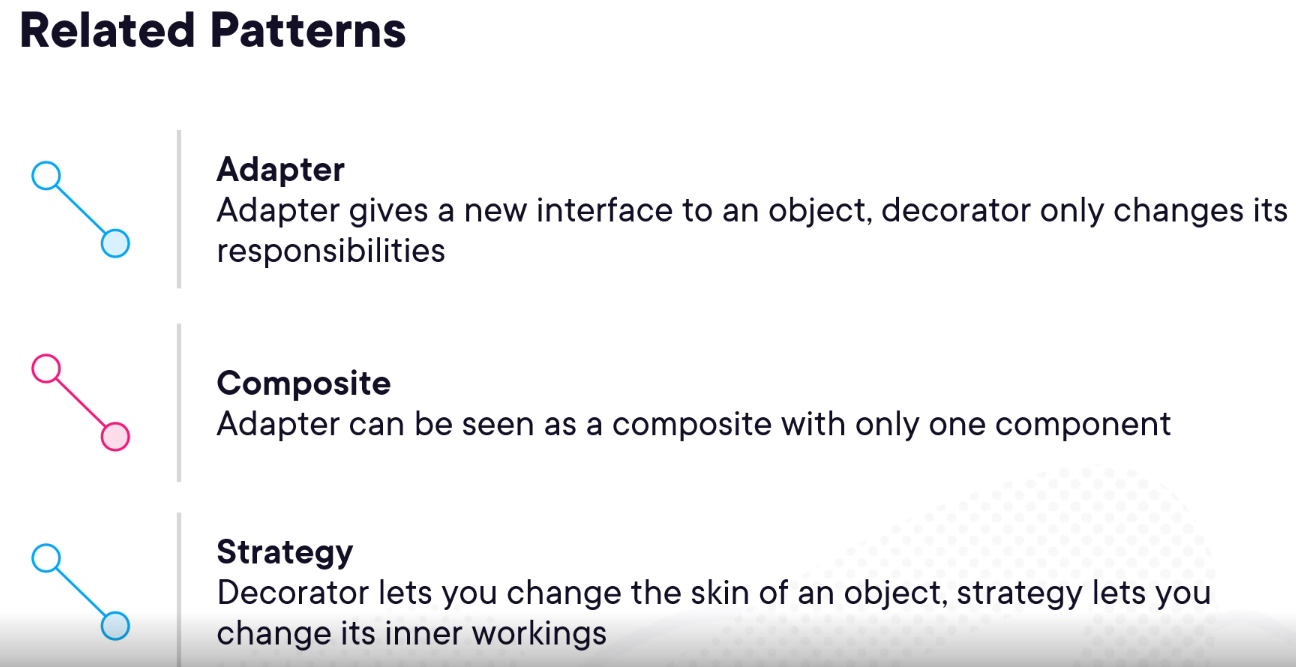 Related Patterns
Adapter
Adapter gives a new interface to an object, decorator only changes its
responsibilities
Composite
Adapter can be seen as a composite with only one component
Strategy
Decorator lets you change the skin of an object, strategy lets you
change its inner workings